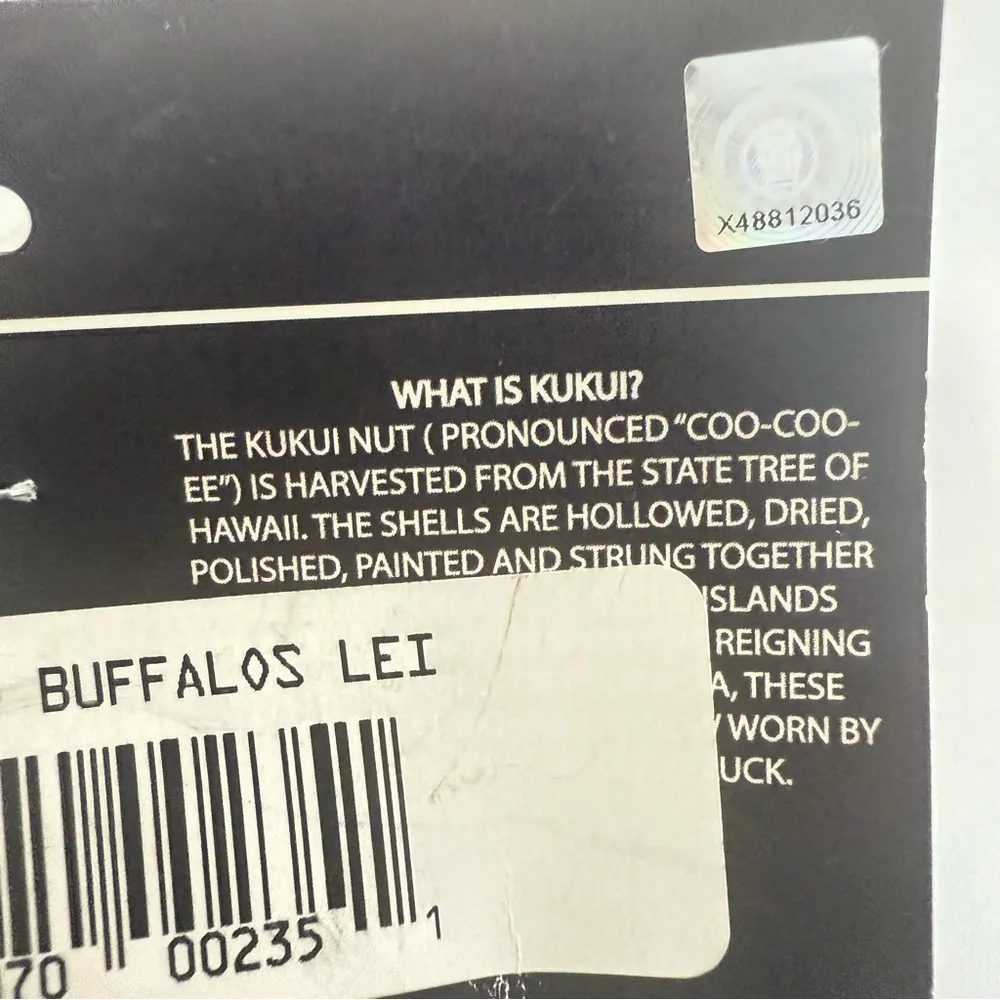 X48812036
WHAT IS KUKUI?
THE KUKUI NUT ( PRONOUNCED "COO-COO-
EE") IS HARVESTED FROM THE STATE TREE OF
HAWAII. THE SHELLS ARE HOLLOWED, DRIED,
POLISHED, PAINTED AND STRUNG TOGETHER
ISLANDS
REIGNING
A, THESE
WORN BY
UCK.
BUFFALOS LEI
70 00235 1